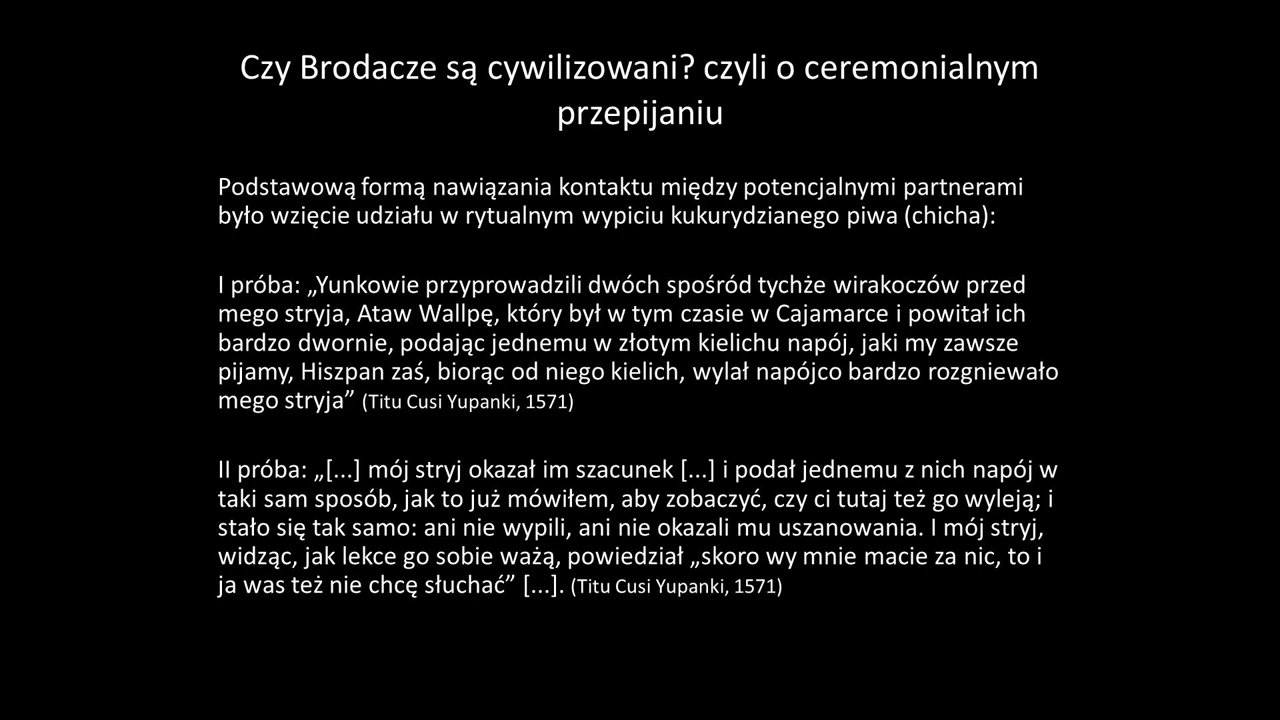 Czy Brodacze są cywilizowani? czyli o ceremonialnym
przepijaniu
Podstawową formą nawiązania kontaktu między potencjalnymi partnerami
było wzięcie udziału w rytualnym wypiciu kukurydzianego piwa (chicha):
I próba: „Yunkowie przyprowadzili dwóch spośród tychże wirakoczów przed
mego stryja, Ataw Wallpę, który był w tym czasie w Cajamarce i powitał ich
bardzo dwornie, podając jednemu w złotym kielichu napój, jaki my zawsze
pijamy, Hiszpan zaś, biorąc od niego kielich, wylał napójco bardzo rozgniewało
mego stryja” (Titu Cusi Yupanki, 1571)
II próba: „[...] mój stryj okazał im szacunek [...] i podał jednemu z nich napój w
taki sam sposób, jak to już mówiłem, aby zobaczyć, czy ci tutaj też go wyleją; i
stało się tak samo: ani nie wypili, ani nie okazali mu uszanowania. I mój stryj,
widząc, jak lekce go sobie ważą, powiedział „skoro wy mnie macie za nic, to i
ja was też nie chcę słuchać” [...]. (Titu Cusi Yupanki, 1571)